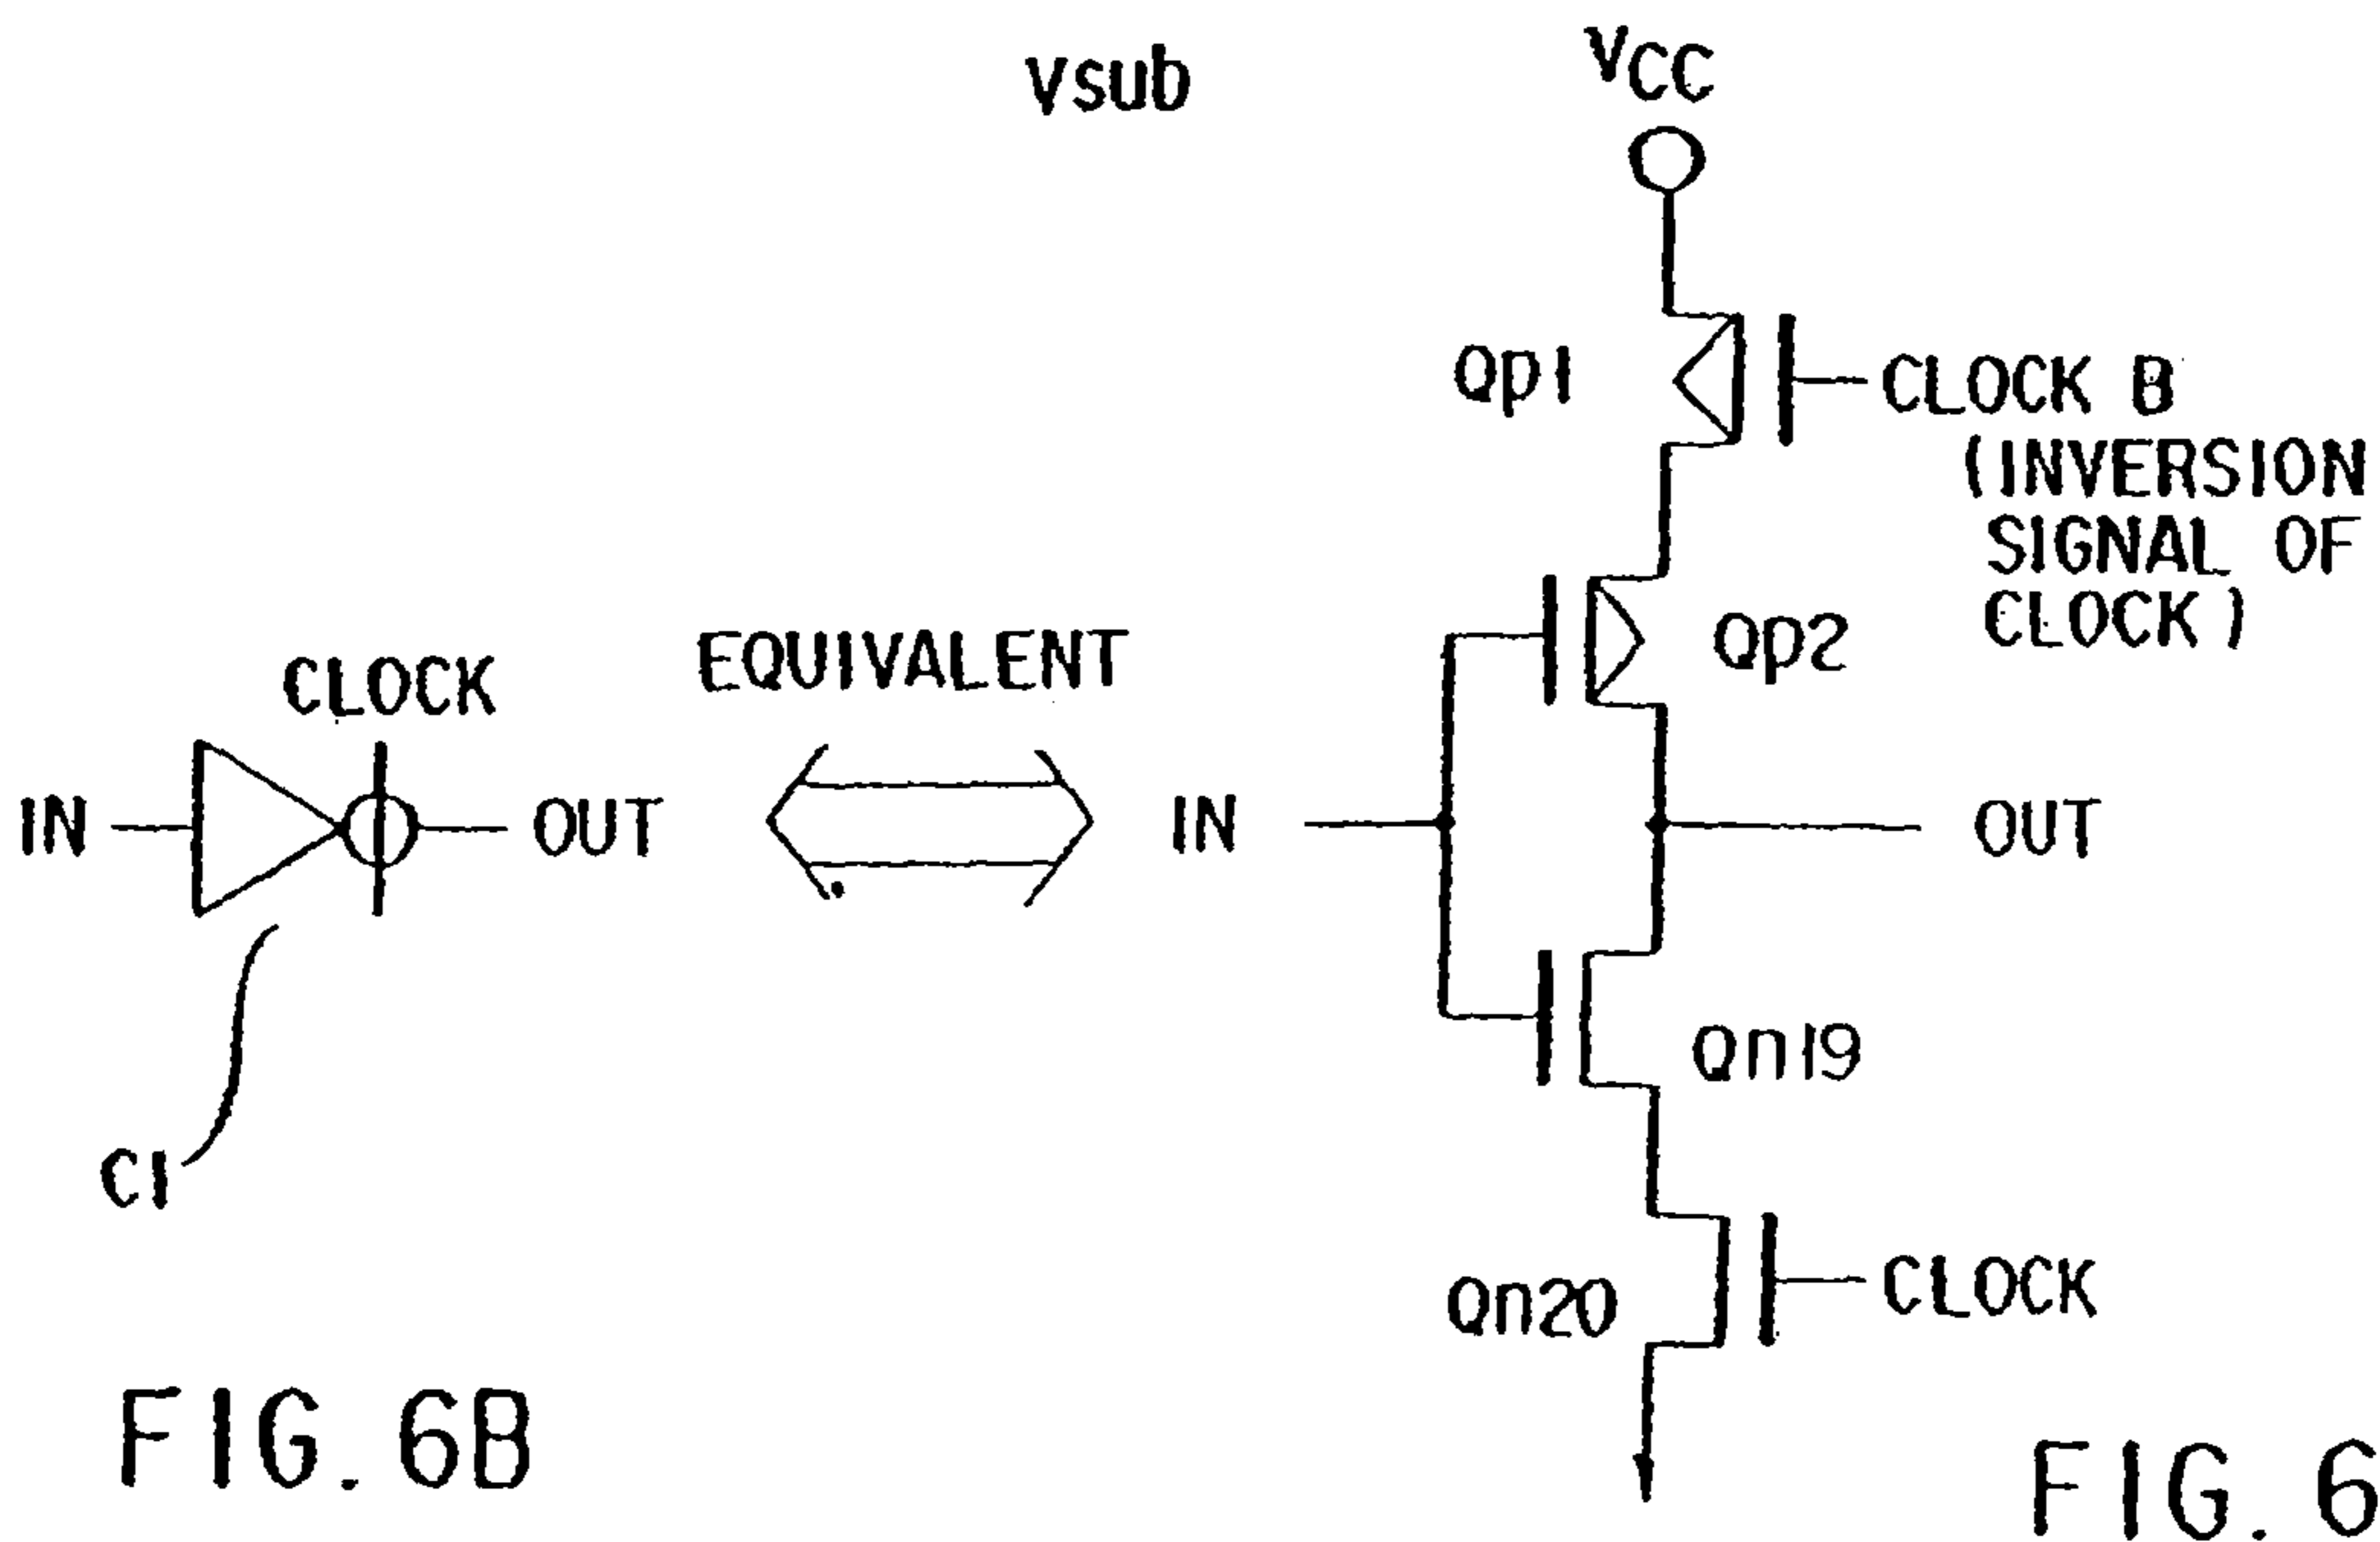 Vsub
VCC
Qp1
CLOCK B
(INVERSION
SIGNAL OF
CLOCK)
Qp2
EQUIVALENT
CLOCK
IN
OUT
IN
OUT
Qn19
CI
Qn20
CLOCK
FIG. 6B
FIG. 6